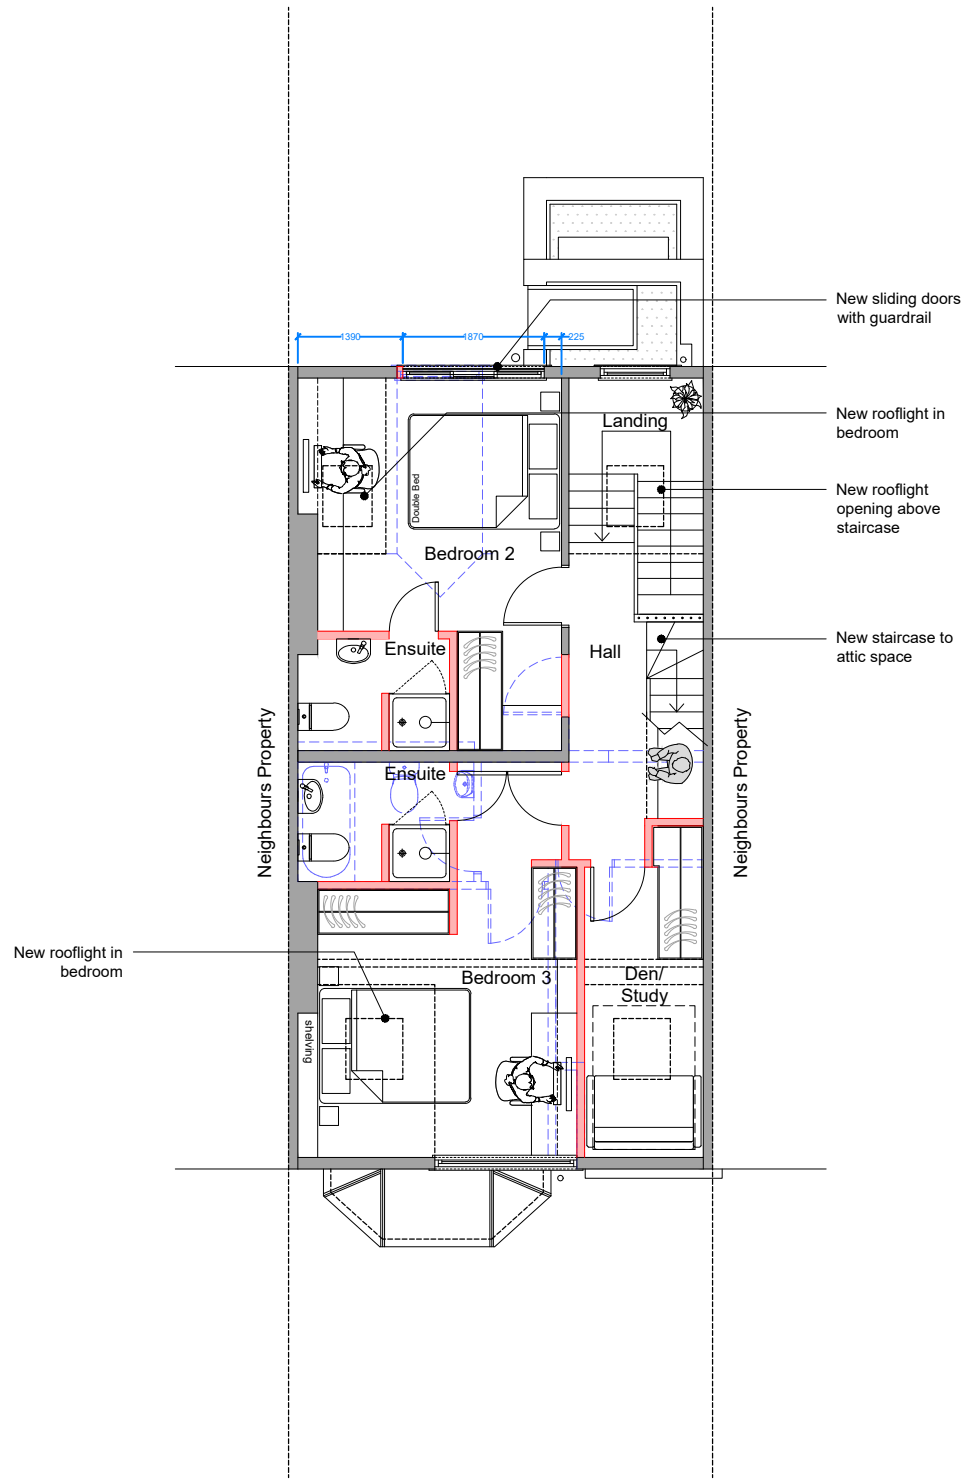 New sliding doors
with guardrail
1390
1870
225
New rooflight in
bedroom
Landing
Double Bed
New rooflight
opening above
staircase
Bedroom 2
New staircase to
attic space
Ensuite
Hall
Neighbours Property
Neighbours Property
Ensuite
New rooflight in
bedroom
Bedroom 3
Den/
Study
shelving